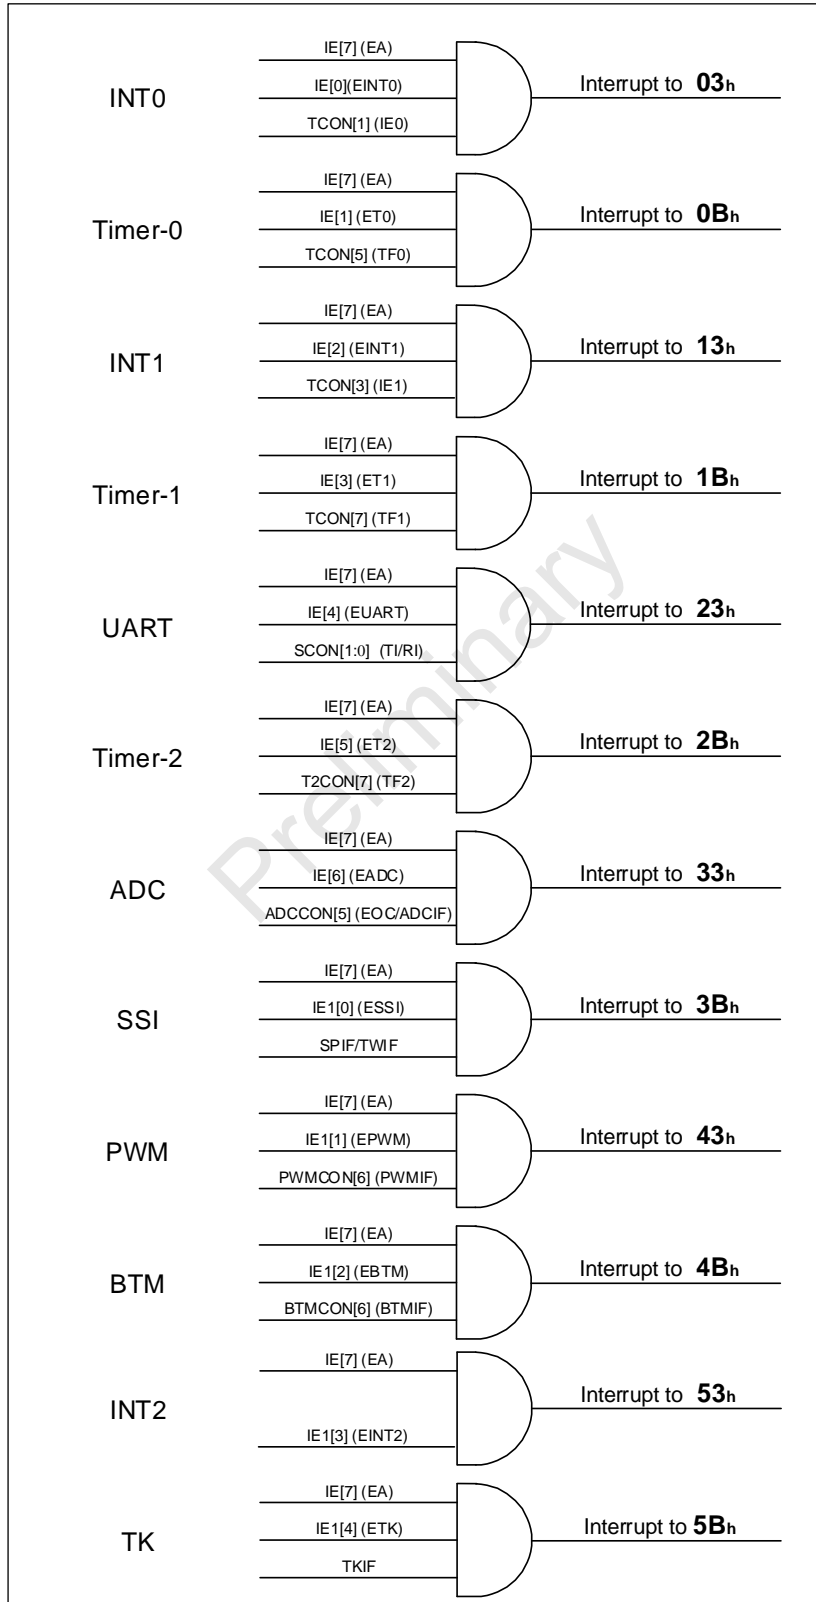 IE[7] (EA)
INT0 IE[0](EINT0) Interrupt to 03h
TCON[1] (IE0)
IE[7] (EA)
Timer-0 IE[1] (ET0) Interrupt to 0Bh
TCON[5] (TF0)
IE[7] (EA)
INT1 IE[2] (EINT1) Interrupt to 13h
TCON[3] (IE1)
IE[7] (EA)
Timer-1 IE[3] (ET1) Interrupt to 1Bh
TCON[7] (TF1)
IE[7] (EA)
UART IE[4] (EUART) Interrupt to 23h
SCON[1:0] (TI/RI)
IE[7] (EA)
Timer-2 IE[5] (ET2) Interrupt to 2Bh
T2CON[7] (TF2)
IE[7] (EA)
ADC IE[6] (EADC) Interrupt to 33h
ADCCON[5] (EOC/ADCIF)
IE[7] (EA)
SSI IE1[0] (ESSI) Interrupt to 3Bh
SPIF/TWIF
IE[7] (EA)
PWM IE1[1] (EPWM) Interrupt to 43h
PWMCON[6] (PWMIF)
IE[7] (EA)
BTM IE1[2] (EBTM) Interrupt to 4Bh
BTMCON[6] (BTMIF)
IE[7] (EA)
INT2 Interrupt to 53h
IE1[3] (EINT2)
IE[7] (EA)
TK IE1[4] (ETK) Interrupt to 5Bh
TKIF
Preliminary